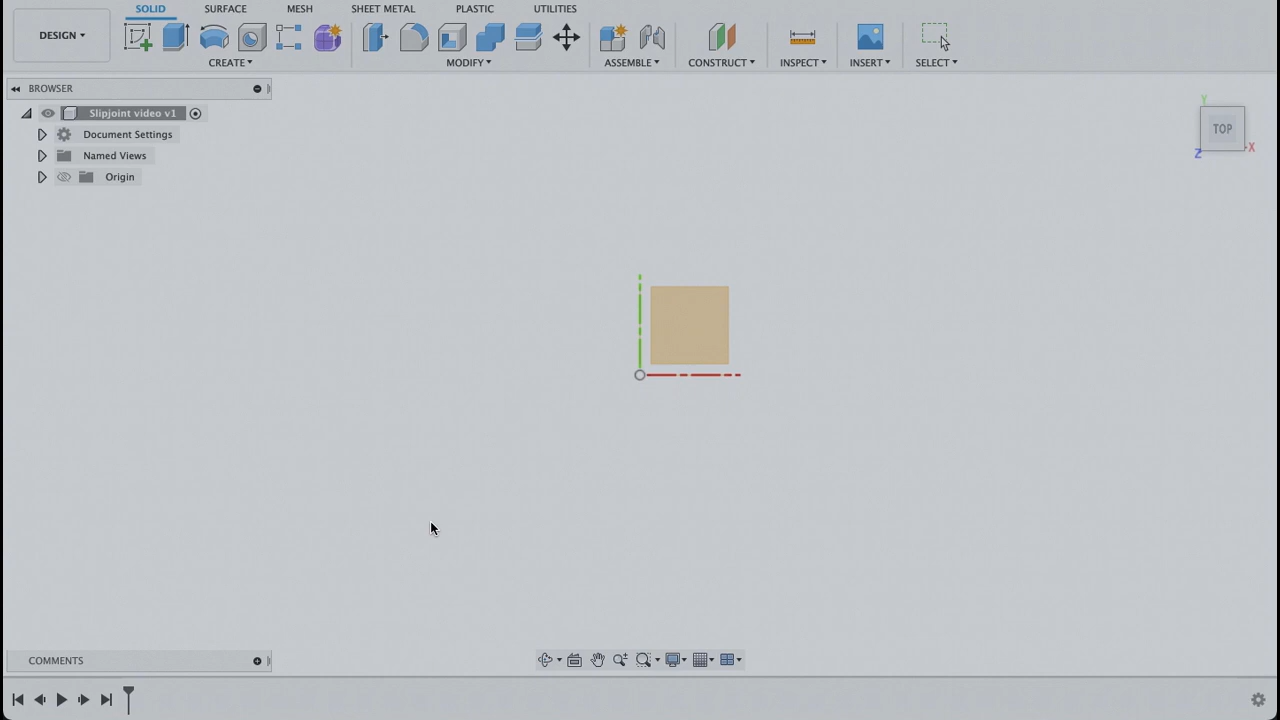 SOLID SURFACE MESH SHEET METAL PLASTIC UTILITIES
DESIGN
CREATE MODIFY ASSEMBLE CONSTRUCT INSPECT INSERT SELECT
BROWSER
Slipjoint video v1
Document Settings
Named Views
Origin
Y
TOP
X
Z
COMMENTS